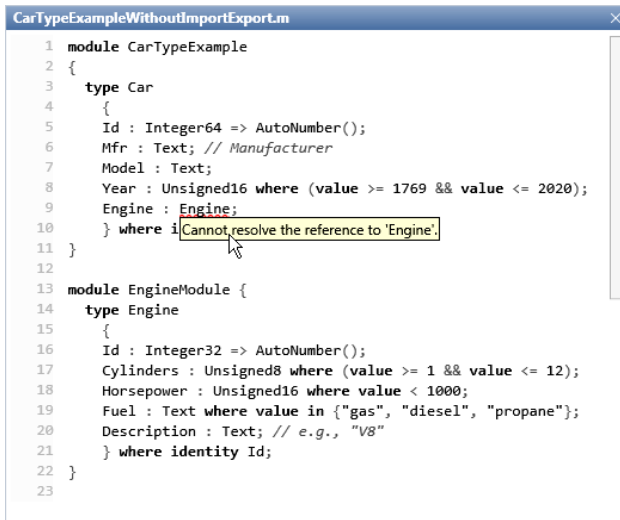 CarTypeExampleWithoutImportExport.m
1 module CarTypeExample
2 {
3 type Car
4 {
5 Id : Integer64 => AutoNumber();
6 Mfr : Text; // Manufacturer
7 Model : Text;
8 Year : Unsigned16 where (value >= 1769 && value <= 2020);
9 Engine : Engine;
10 } where i Cannot resolve the reference to 'Engine'.
11 }
12
13 module EngineModule {
14 type Engine
15 {
16 Id : Integer32 => AutoNumber();
17 Cylinders : Unsigned8 where (value >= 1 && value <= 12);
18 Horsepower : Unsigned16 where value < 1000;
19 Fuel : Text where value in {"gas", "diesel", "propane"};
20 Description : Text; // e.g., "V8"
21 } where identity Id;
22 }
23